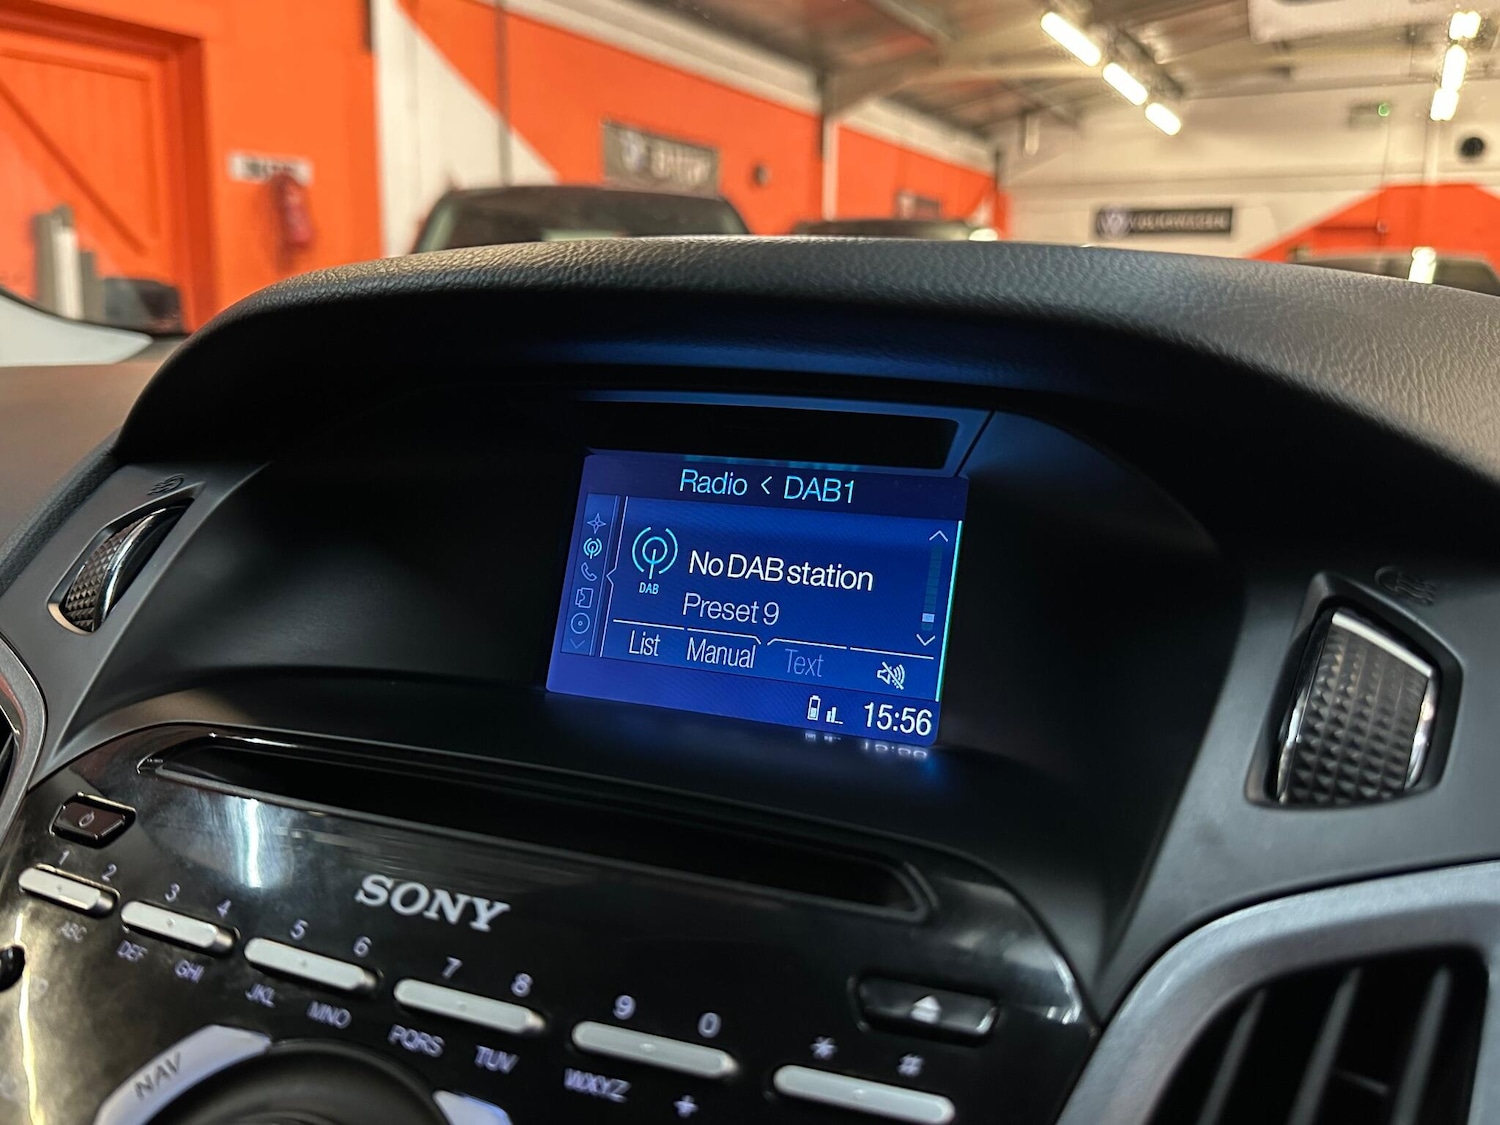 VOLKSWAGEN
Radio < DAB1
DAB
No DAB station
Preset 9
List Manual Text
15:56
SONY
1 2 3 4 5 6 7 8 9 0 * #
ABC DEF GHI JKL MNO PQRS TUV WXYZ +
NAV